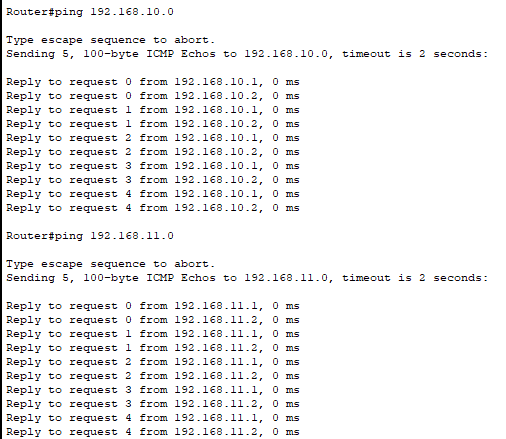 Router#ping 192.168.10.0
Type escape sequence to abort.
Sending 5, 100-byte ICMP Echos to 192.168.10.0, timeout is 2 seconds:
Reply to request 0 from 192.168.10.1, 0 ms
Reply to request 0 from 192.168.10.2, 0 ms
Reply to request 1 from 192.168.10.1, 0 ms
Reply to request 1 from 192.168.10.2, 0 ms
Reply to request 2 from 192.168.10.1, 0 ms
Reply to request 2 from 192.168.10.2, 0 ms
Reply to request 3 from 192.168.10.1, 0 ms
Reply to request 3 from 192.168.10.2, 0 ms
Reply to request 4 from 192.168.10.1, 0 ms
Reply to request 4 from 192.168.10.2, 0 ms
Router#ping 192.168.11.0
Type escape sequence to abort.
Sending 5, 100-byte ICMP Echos to 192.168.11.0, timeout is 2 seconds:
Reply to request 0 from 192.168.11.1, 0 ms
Reply to request 0 from 192.168.11.2, 0 ms
Reply to request 1 from 192.168.11.1, 0 ms
Reply to request 1 from 192.168.11.2, 0 ms
Reply to request 2 from 192.168.11.1, 0 ms
Reply to request 2 from 192.168.11.2, 0 ms
Reply to request 3 from 192.168.11.1, 0 ms
Reply to request 3 from 192.168.11.2, 0 ms
Reply to request 4 from 192.168.11.1, 0 ms
Reply to request 4 from 192.168.11.2, 0 ms